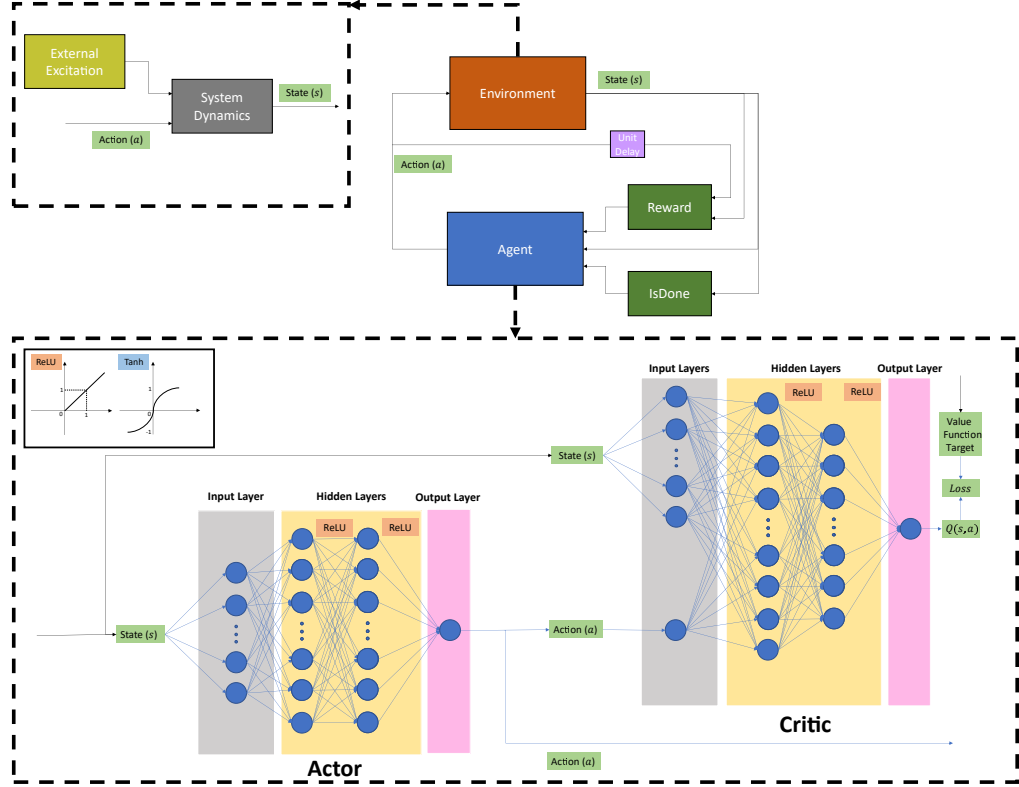 External
Excitation
System
Dynamics
State (s)
Action (a)
Environment
State (s)
Unit
Delay
Action (a)
Reward
Agent
IsDone
ReLU
1
0
1
Tanh
1
0
-1
Input Layers
Hidden Layers
Output Layer
ReLU
ReLU
Value
Function
Target
State (s)
Loss
Q(s,a)
Input Layer
Hidden Layers
Output Layer
ReLU
ReLU
State (s)
Action (a)
Critic
Actor
Action (a)